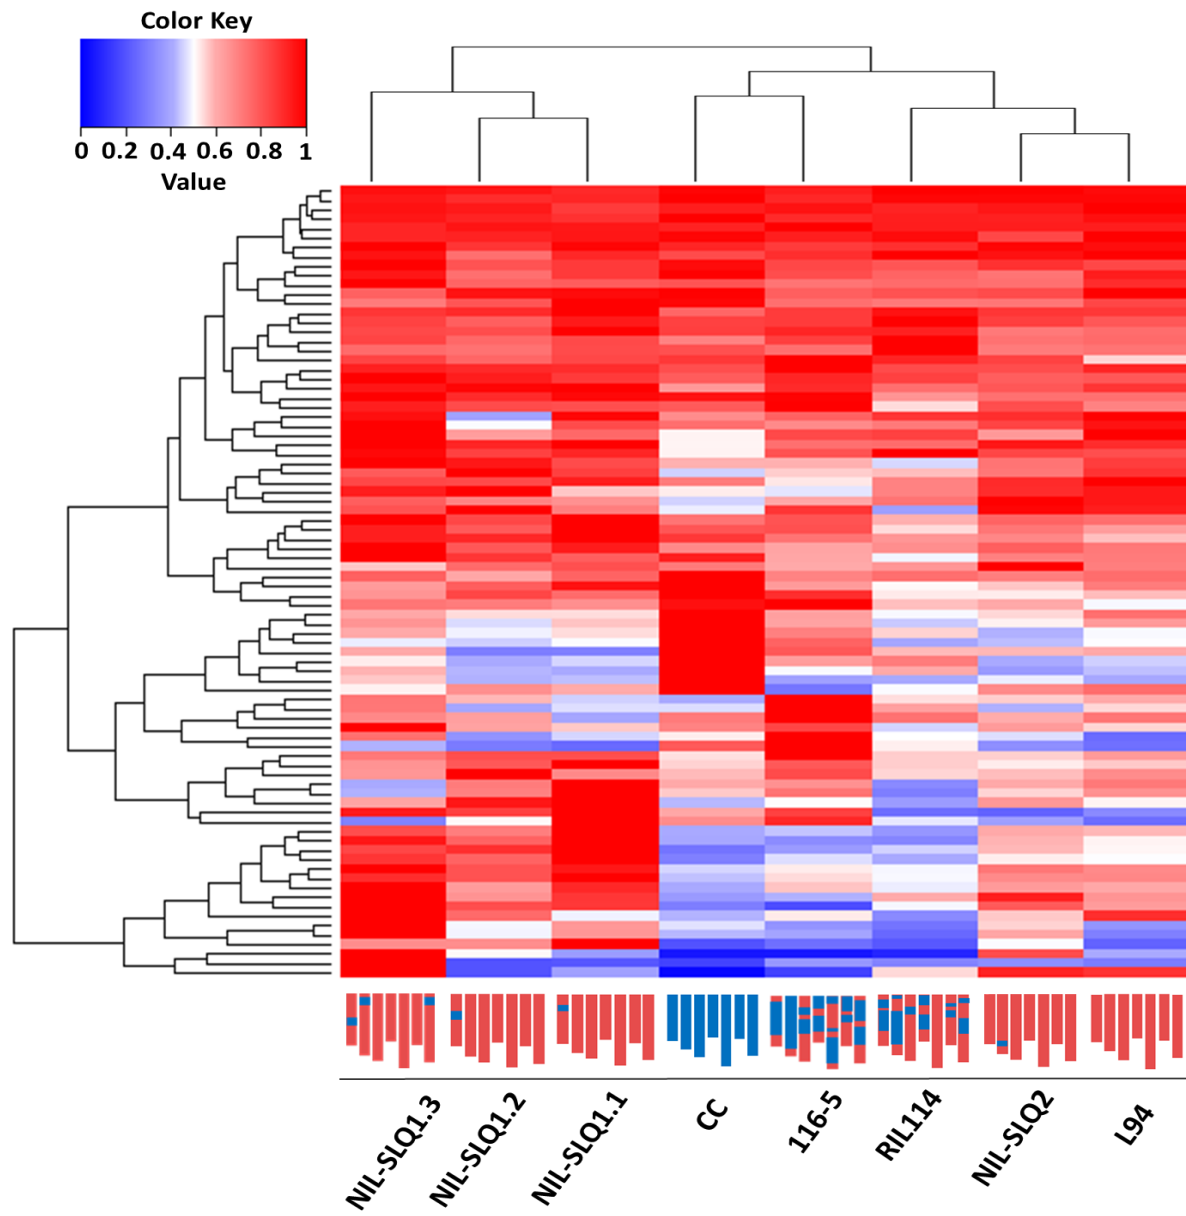 Color Key
0 0.2 0.4 0.6 0.8 1
Value
NIL-SLQ1.3 NIL-SLQ1.2 NIL-SLQ1.1 CC 116-5 RIL114 NIL-SLQ2 L94